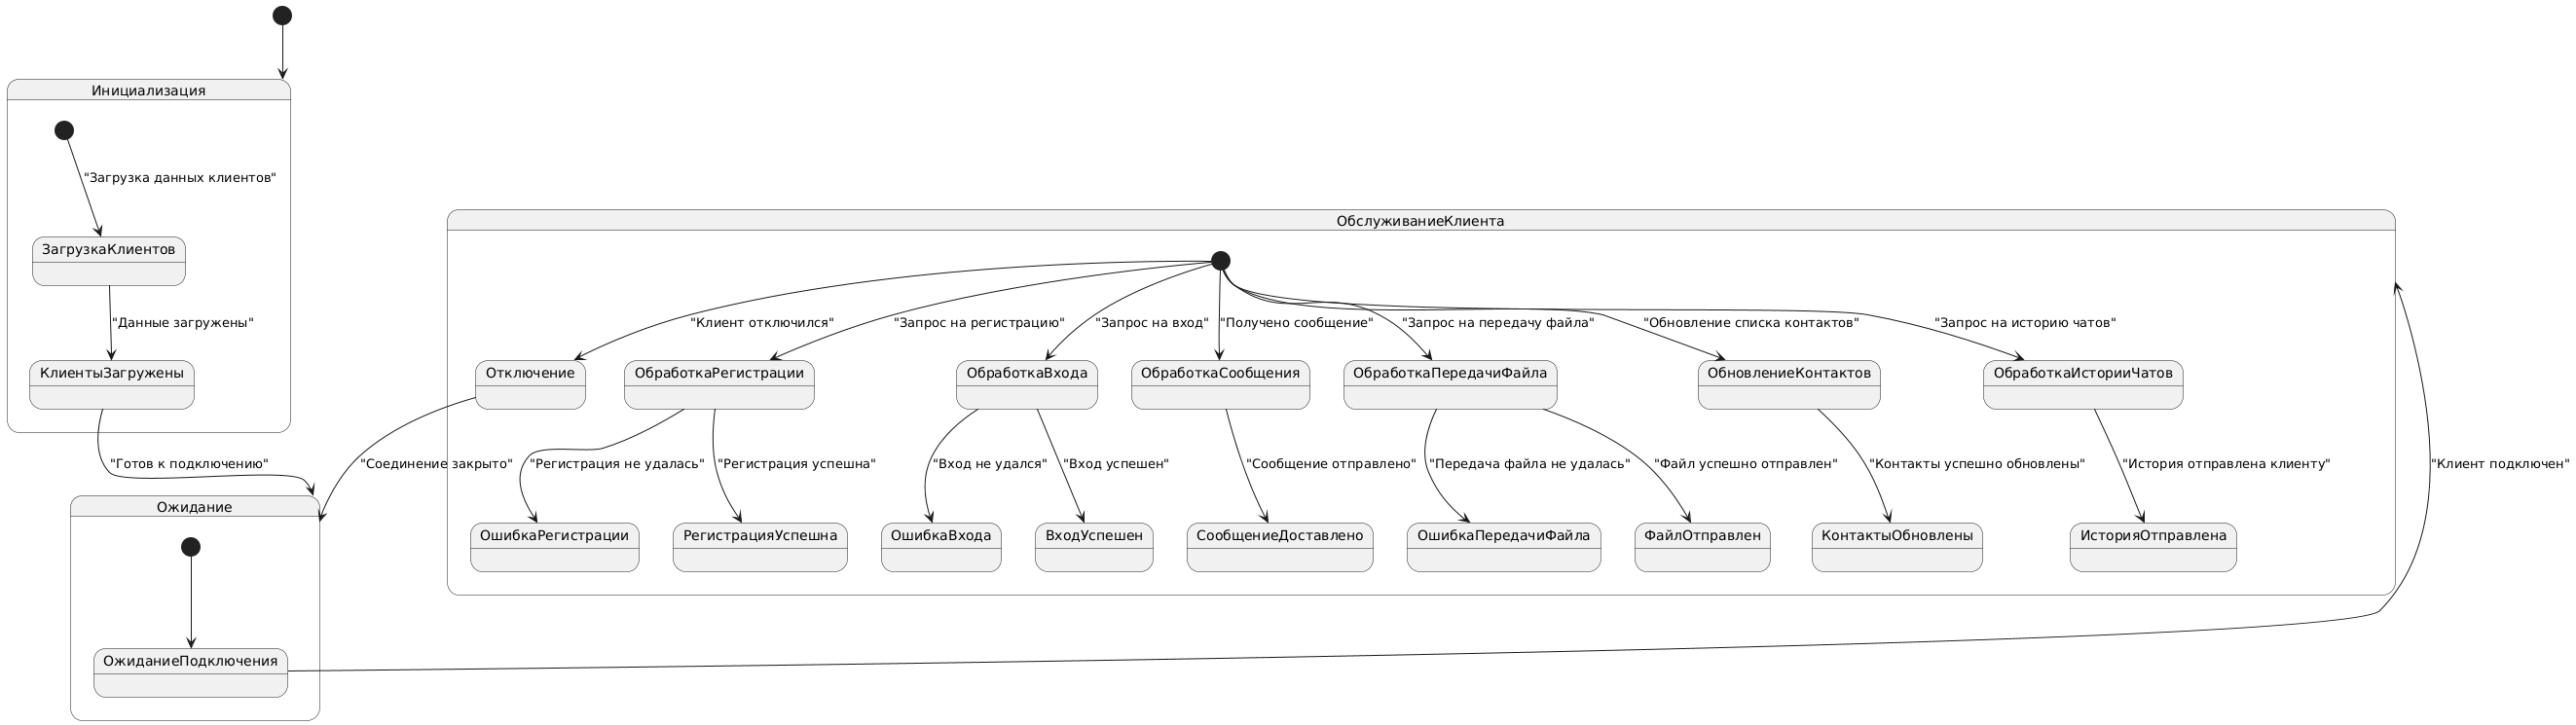 Инициализация
"Загрузка данных клиентов"
ЗагрузкаКлиентов
"Данные загружены"
КлиентыЗагружены
"Готов к подключению"
ОбслуживаниеКлиента
"Клиент отключился"
"Запрос на регистрацию"
"Запрос на вход"
"Получено сообщение"
"Запрос на передачу файла"
"Обновление списка контактов"
"Запрос на историю чатов"
Отключение
ОбработкаРегистрации
ОбработкаВхода
ОбработкаСообщения
ОбработкаПередачиФайла
ОбновлениеКонтактов
ОбработкаИсторииЧатов
"Соединение закрыто"
"Регистрация не удалась"
"Регистрация успешна"
"Вход не удался"
"Вход успешен"
"Сообщение отправлено"
"Передача файла не удалась"
"Файл успешно отправлен"
"Контакты успешно обновлены"
"История отправлена клиенту"
"Клиент подключен"
ОшибкаРегистрации
РегистрацияУспешна
ОшибкаВхода
ВходУспешен
СообщениеДоставлено
ОшибкаПередачиФайла
ФайлОтправлен
КонтактыОбновлены
ИсторияОтправлена
Ожидание
ОжиданиеПодключения